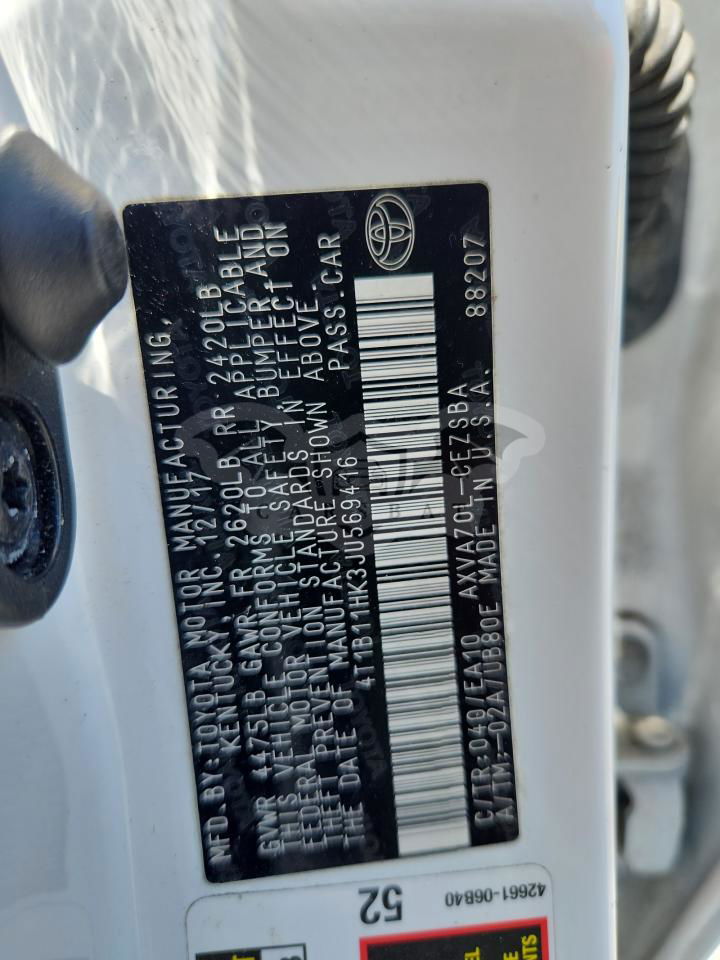 MFD.BY:TOYOTA MOTOR MANUFACTURING,
KENTUCKY, INC. 12/17
GVWR 4475LB GAWR FR 2620LB RR 2420LB
THIS VEHICLE CONFORMS TO ALL APPLICABLE
FEDERAL MOTOR VEHICLE SAFETY, BUMPER AND
THEFT PREVENTION STANDARDS IN EFFECT ON
THE DATE OF MANUFACTURE SHOWN ABOVE.
4T1B11HK3JU569416 PASS.CAR
C/TR:040/EA10 AXVA70L-CEZSBA
A/TM:-02A/UB80E MADE IN U.S.A. 88207
52
42661-06B40